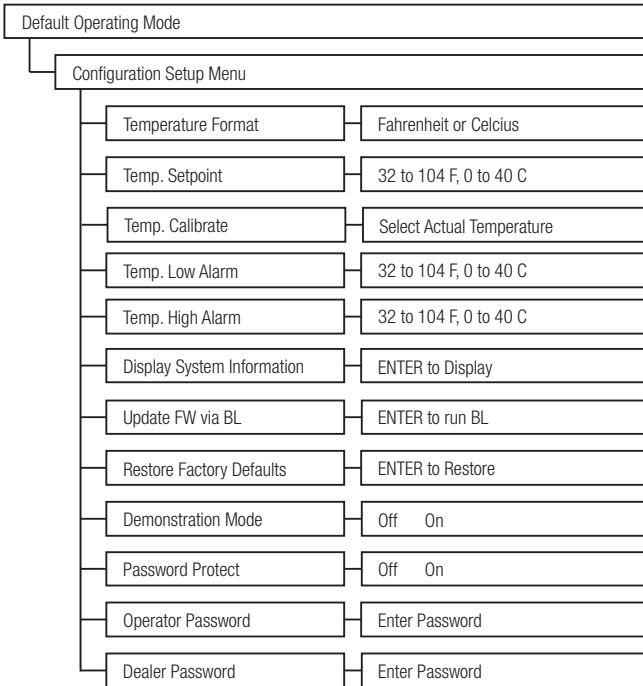 Default Operating Mode
Configuration Setup Menu
Temperature Format Fahrenheit or Celcius
Temp. Setpoint 32 to 104 F, 0 to 40 C
Temp. Calibrate Select Actual Temperature
Temp. Low Alarm 32 to 104 F, 0 to 40 C
Temp. High Alarm 32 to 104 F, 0 to 40 C
Display System Information ENTER to Display
Update FW via BL ENTER to run BL
Restore Factory Defaults ENTER to Restore
Demonstration Mode Off On
Password Protect Off On
Operator Password Enter Password
Dealer Password Enter Password